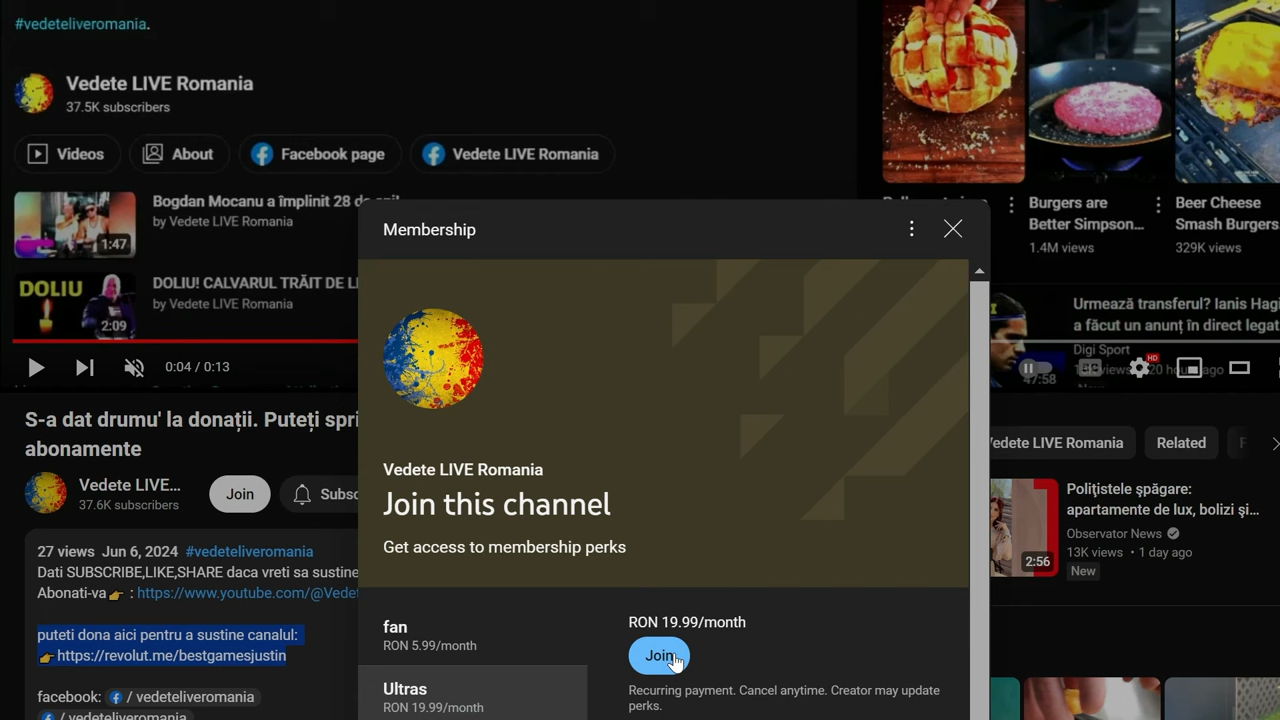 #vedeteliveromania.
Vedete LIVE Romania
37.5K subscribers
Videos
About
Facebook page
Vedete LIVE Romania
Bogdan Mocanu a împlinit 28 de
by Vedete LIVE Romania
1:47
DOLIU
DOLIU! CALVARUL TRĂIT DE
by Vedete LIVE Romania
2:09
0:04 / 0:13
S-a dat drumu' la donații. Puteți
abonamente
Vedete LIVE...
37.6K subscribers
Join
27 views Jun 6, 2024 #vedeteliveromania
Dati SUBSCRIBE,LIKE,SHARE daca vreti sa sustine
Abonati-va 👉 : https://www.youtube.com/@Vedet
puteti dona aici pentru a sustine canalul:
👉https://revolut.me/bestgamesjustin
facebook: / vedeteliveromania
/ vedeteliveromania
Membership
Vedete LIVE Romania
Join this channel
Get access to membership perks
fan
RON 5.99/month
Ultras
RON 19.99/month
RON 19.99/month
Join
Recurring payment. Cancel anytime. Creator may update
perks.
Burgers are
Better Simpson...
1.4M views
Beer Cheese
Smash Burgers
329K views
Urmează transferul? Ianis Hagi
a făcut un anunț în direct legat
Digi Sport
20 hours ago
47:58
HD
Vedete LIVE Romania
Related
Polițistele șpăgare:
apartamente de lux, bolizi și...
Observator News
13K views • 1 day ago
New
2:56